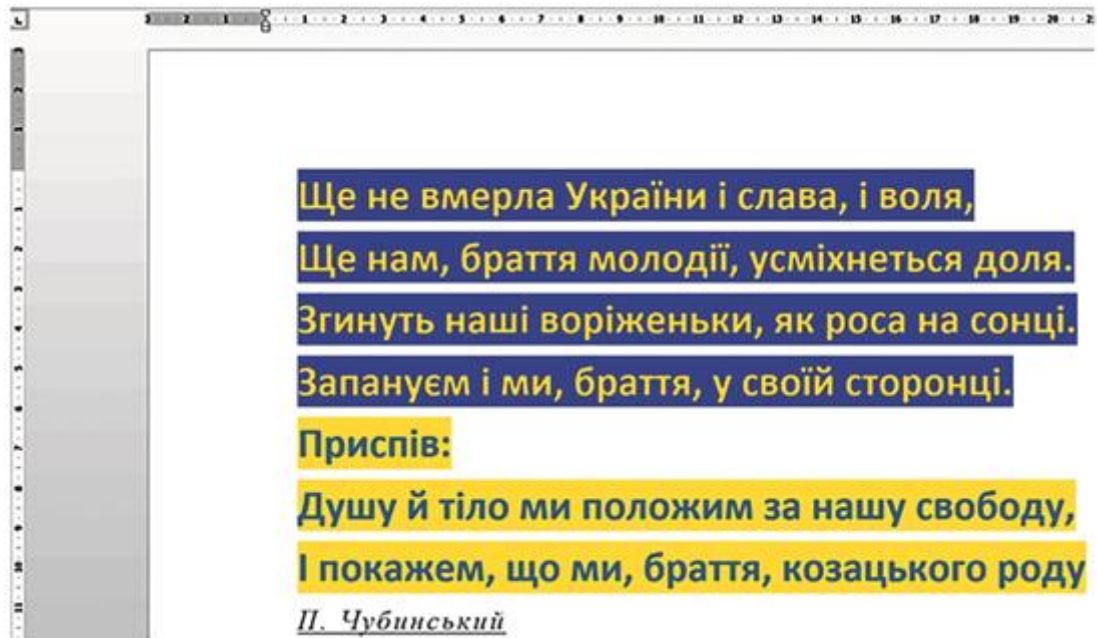 Ще не вмерла України і слава, і воля,
Ще нам, браття молодії, усміхнеться доля.
Згинуть наші воріженьки, як роса на сонці.
Запануєм і ми, браття, у своїй сторонці.
Приспів:
Душу й тіло ми положим за нашу свободу,
І покажем, що ми, браття, козацького роду
П. Чубинський